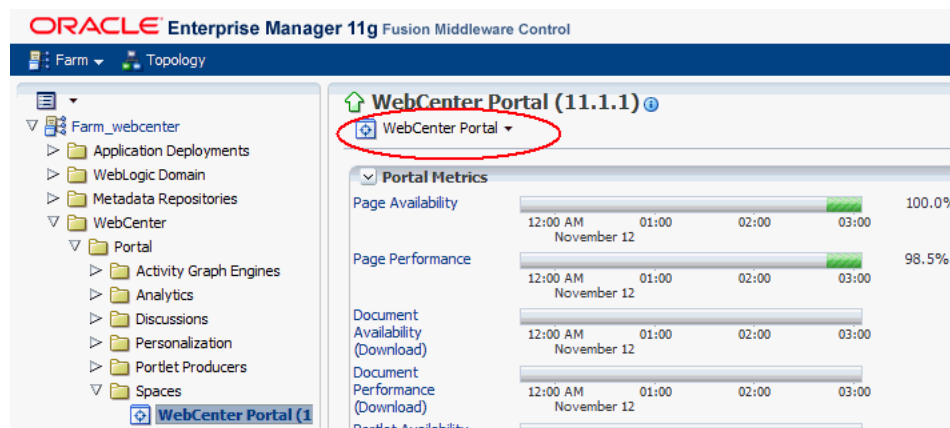 ORACLE Enterprise Manager 11g Fusion Middleware Control
Farm Topology
Farm_webcenter
Application Deployments
WebLogic Domain
Metadata Repositories
WebCenter
Portal
Activity Graph Engines
Analytics
Discussions
Personalization
Portlet Producers
Spaces
WebCenter Portal (1
WebCenter Portal (11.1.1)
WebCenter Portal
Portal Metrics
Page Availability
100.0%
12:00 AM 01:00 02:00 03:00
November 12
Page Performance
98.5%
12:00 AM 01:00 02:00 03:00
November 12
Document
Availability
(Download)
12:00 AM 01:00 02:00 03:00
November 12
Document
Performance
(Download)
12:00 AM 01:00 02:00 03:00
November 12
Portlet Availability